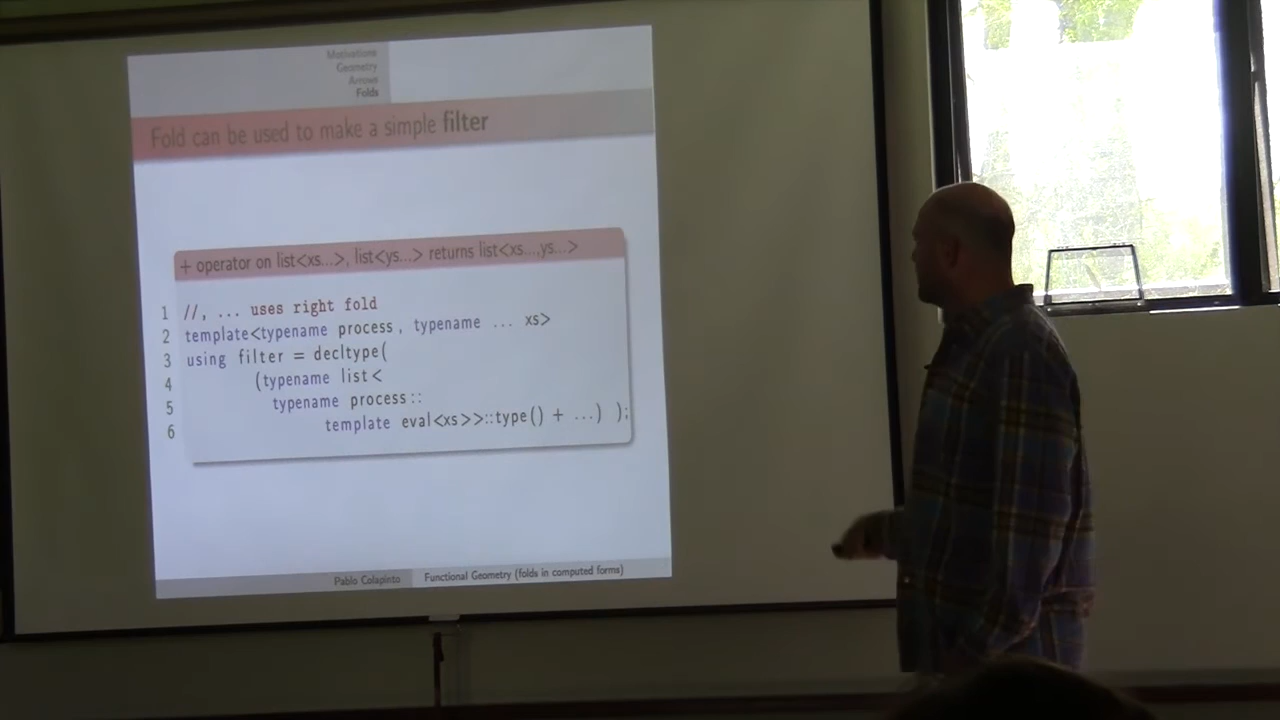 Motivations
Geometry
Arrows
Folds
Fold can be used to make a simple filter
+ operator on list<xs...>, list<ys...> returns list<xs...,ys...>
1 //, ... uses right fold
2 template<typename process, typename ... xs>
3 using filter = decltype(
4 (typename list<
5 typename process::
6 template eval<xs>>::type() + ...) );
Pablo Colapinto Functional Geometry (folds in computed forms)